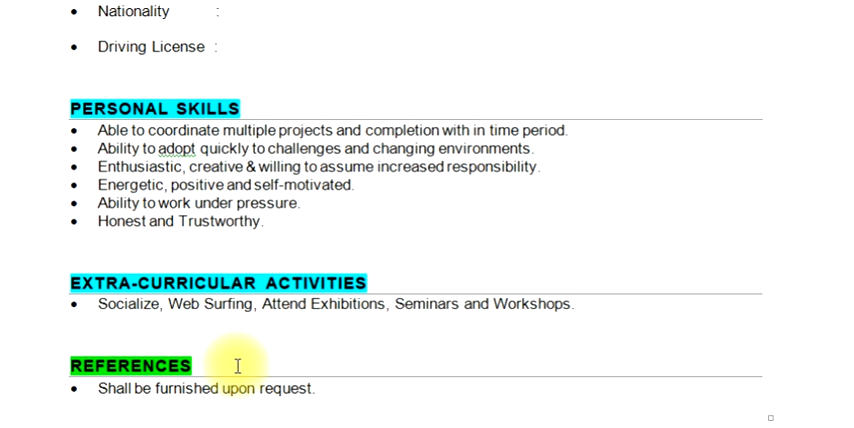 Nationality :
Driving License :
PERSONAL SKILLS
Able to coordinate multiple projects and completion with in time period.
Ability to adopt quickly to challenges and changing environments.
Enthusiastic, creative & willing to assume increased responsibility.
Energetic, positive and self-motivated.
Ability to work under pressure.
Honest and Trustworthy.
EXTRA-CURRICULAR ACTIVITIES
Socialize, Web Surfing, Attend Exhibitions, Seminars and Workshops.
REFERENCES
Shall be furnished upon request.